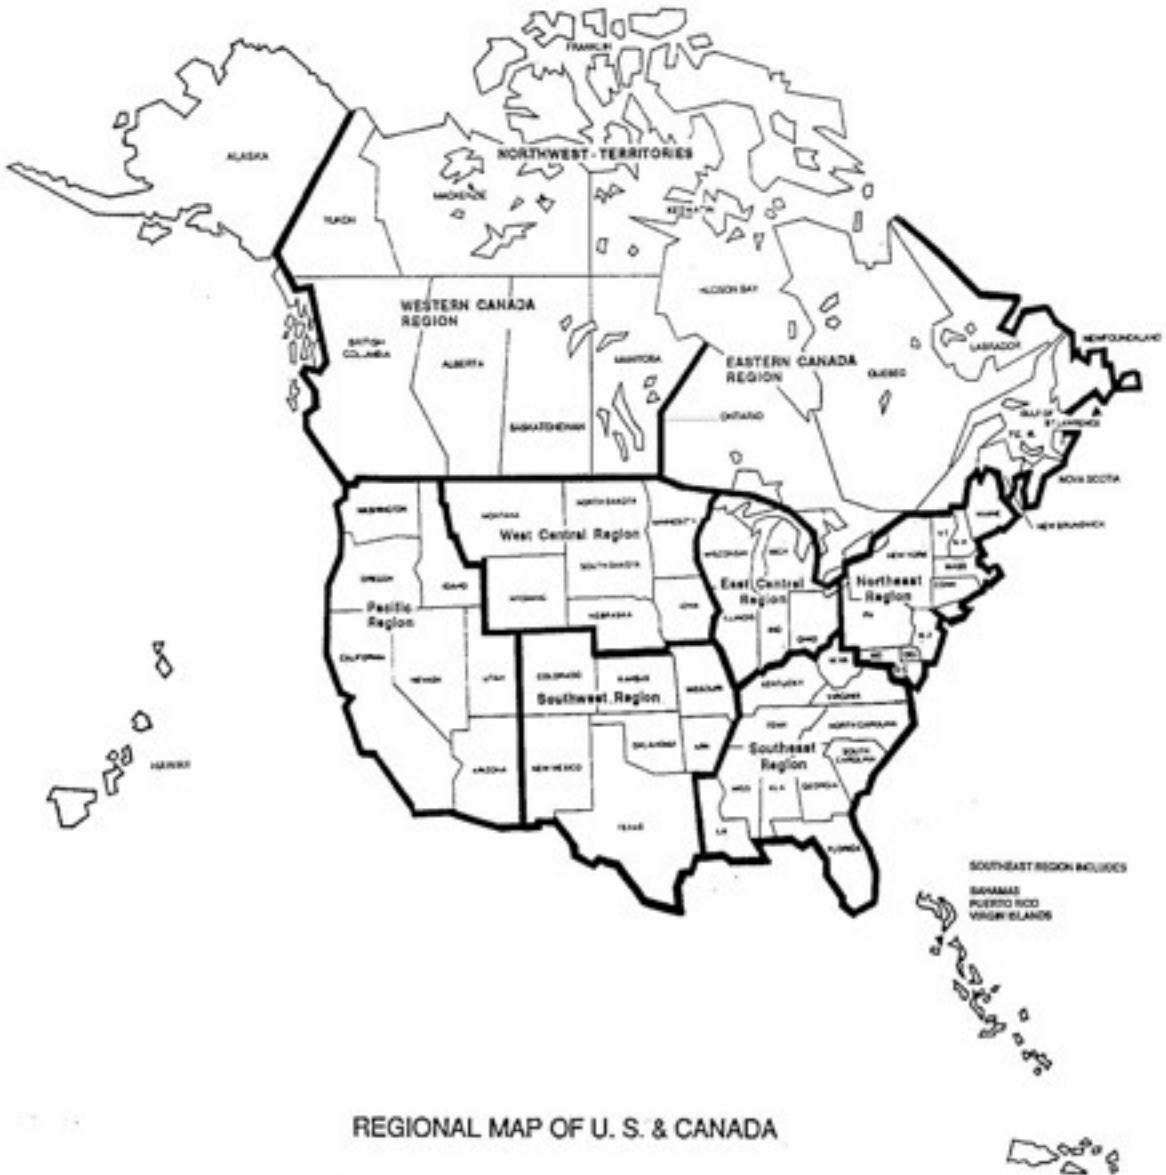 FRANKLIN
NORTHWEST - TERRITORIES
ALASKA
MACKENZIE
KEEWATIN
YUKON
HUDSON BAY
WESTERN CANADA
REGION
BRITISH
COLUMBIA
ALBERTA
MANITOBA
SASKATCHEWAN
EASTERN CANADA
REGION
ONTARIO
QUEBEC
LABRADOR
NEWFOUNDLAND
GULF OF
ST LAWRENCE
NOVA SCOTIA
NEW BRUNSWICK
MAINE
WASHINGTON
MONTANA
NORTH DAKOTA
West Central Region
SOUTH DAKOTA
WYOMING
NEBRASKA
IOWA
OREGON
IDAHO
Pacific
Region
CALIFORNIA
NEVADA
UTAH
ARIZONA
WISCONSIN
MICH
East Central
Region
ILLINOIS
IND
OHIO
NEW YORK
VT
MASS
CONN
Northeast
Region
PA
N.J.
COLORADO
KANSAS
MISSOURI
Southwest Region
OKLAHOMA
ARK
NEW MEXICO
TEXAS
KENTUCKY
VIRGINIA
TENN
NORTH CAROLINA
Southeast
Region
SOUTH
CAROLINA
MISS
ALA
GEORGIA
LA
FLORIDA
HAWAII
SOUTHEAST REGION INCLUDES
BAHAMAS
PUERTO RICO
VIRGIN ISLANDS
REGIONAL MAP OF U. S. & CANADA